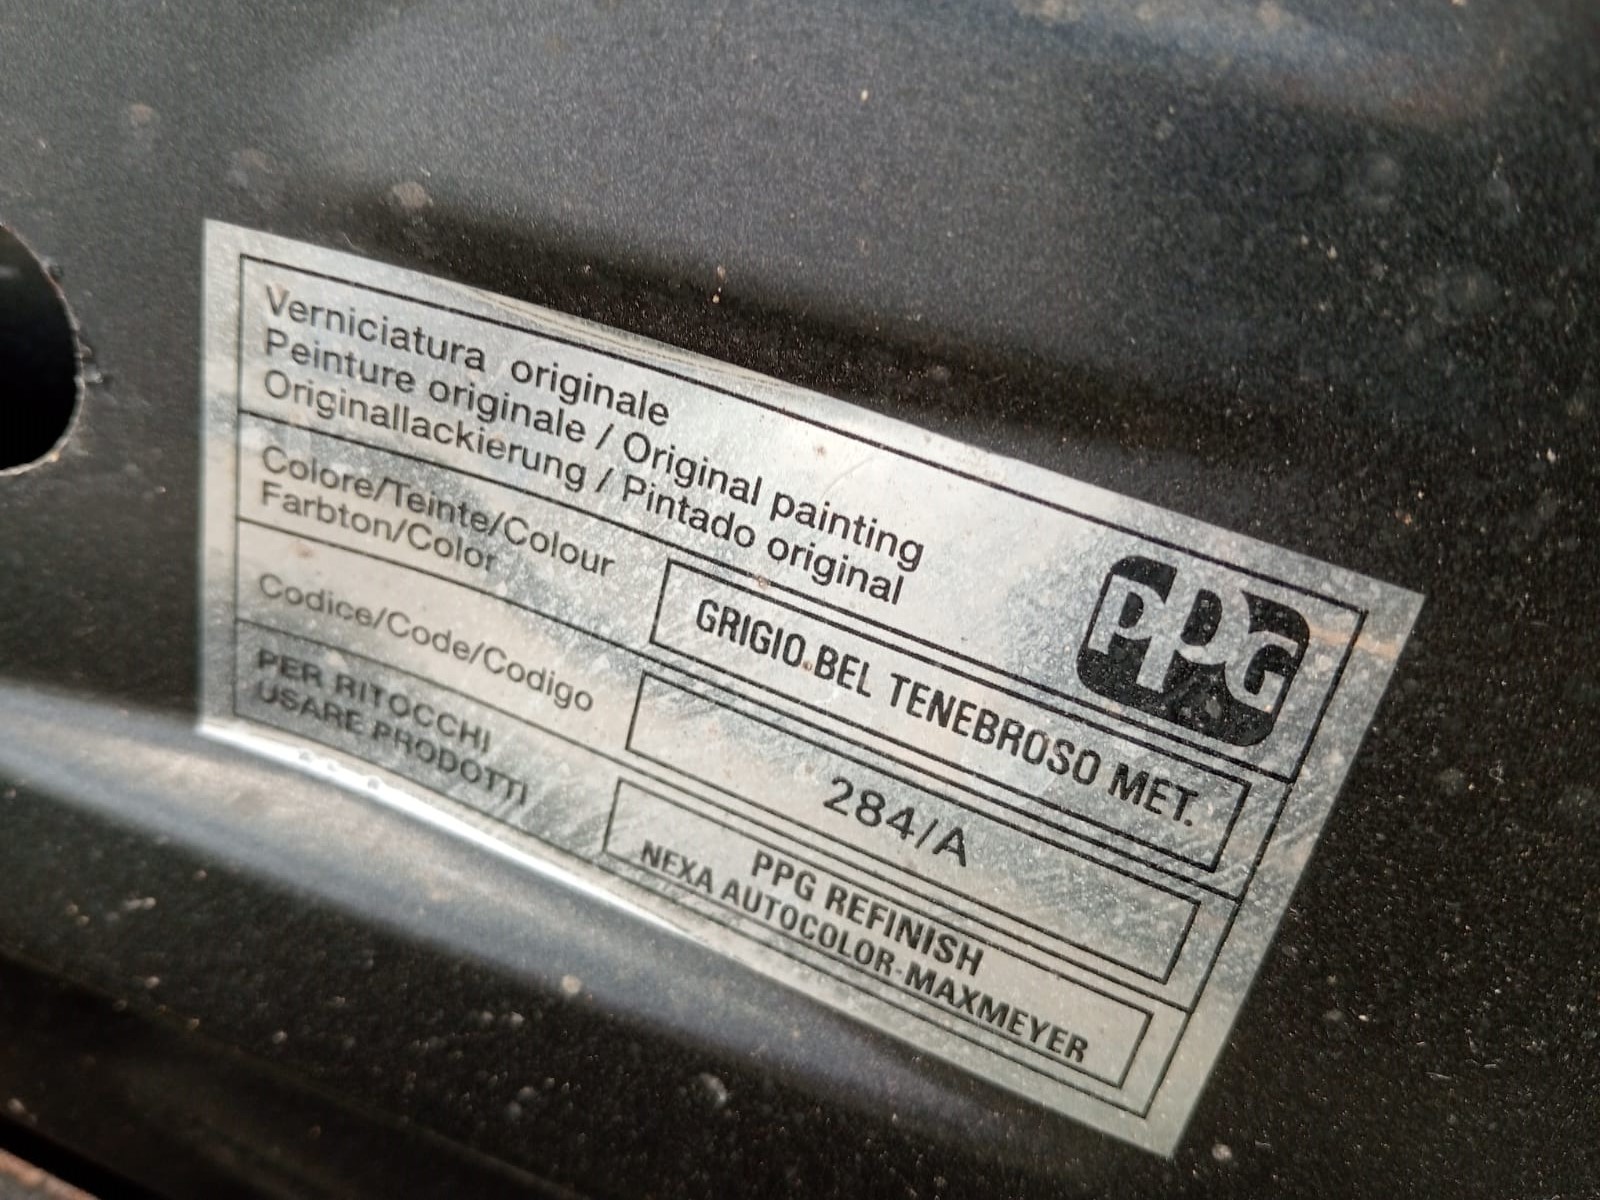 Verniciatura originale
Peinture originale / Original painting
Originallackierung / Pintado original
PPG
Colore/Teinte/Colour
Farbton/Color
GRIGIO BEL TENEBROSO MET.
Codice/Code/Codigo
284/A
PER RITOCCHI
USARE PRODOTTI
PPG REFINISH
NEXA AUTOCOLOR-MAXMEYER